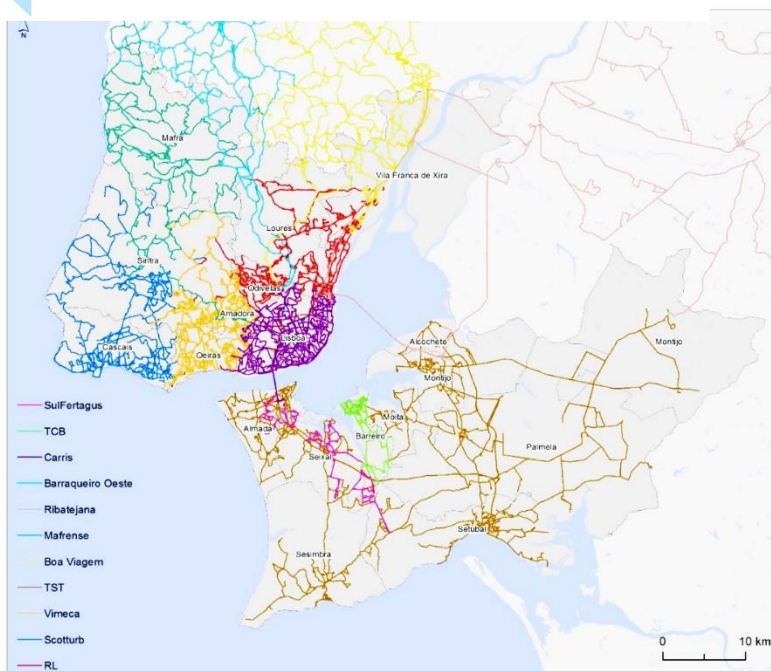 N
Mafra
Vila Franca de Xira
Loures
Sintra
Odivelas
Amadora
Lisboa
Alcochete
Montijo
Cascais
Oeiras
Montijo
Moita
Almada
Barreiro
Palmela
Seixal
Setubal
Sesimbra
SulFertagus
TCB
Carris
Barraqueiro Oeste
Ribatejana
Mafrense
Boa Viagem
TST
Vimeca
Scotturb
RL
0 10 km